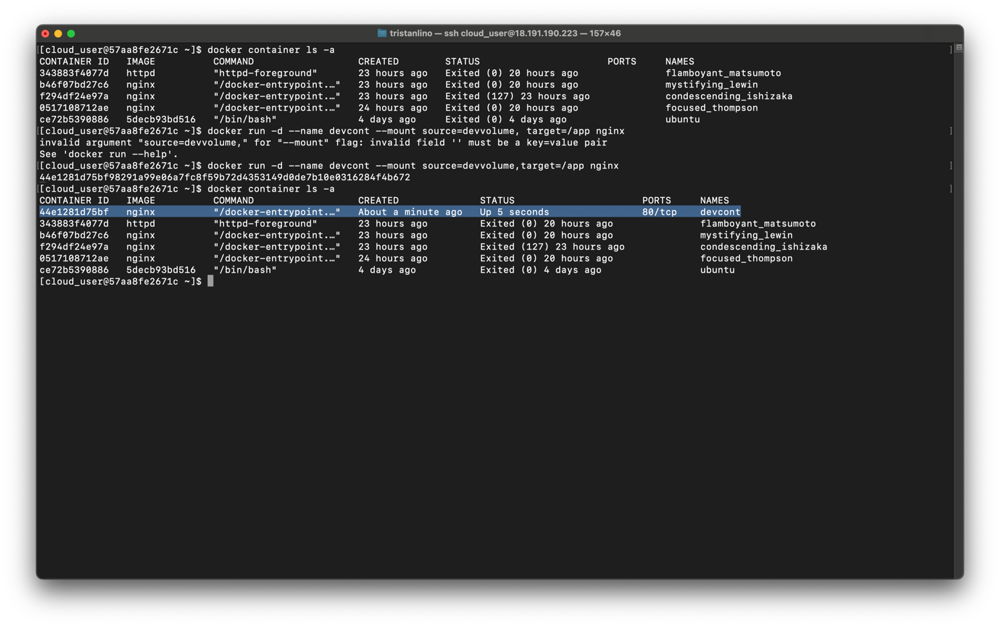 tristanlino — ssh cloud_user@18.191.190.223 — 157×46
[[cloud_user@57aa8fe2671c ~]$ docker container ls -a ]
CONTAINER ID   IMAGE          COMMAND                  CREATED        STATUS                      PORTS     NAMES
343883f4077d   httpd          "httpd-foreground"       23 hours ago   Exited (0) 20 hours ago               flamboyant_matsumoto
b46f07bd27c6   nginx          "/docker-entrypoint.…"   23 hours ago   Exited (0) 20 hours ago               mystifying_lewin
f294df24e97a   nginx          "/docker-entrypoint.…"   23 hours ago   Exited (127) 23 hours ago             condescending_ishizaka
0517108712ae   nginx          "/docker-entrypoint.…"   24 hours ago   Exited (0) 20 hours ago               focused_thompson
ce72b5390886   5decb93bd516   "/bin/bash"              4 days ago     Exited (0) 4 days ago                 ubuntu
[[cloud_user@57aa8fe2671c ~]$ docker run -d --name devcont --mount source=devvolume, target=/app nginx ]
invalid argument "source=devvolume," for "--mount" flag: invalid field '' must be a key=value pair
See 'docker run --help'.
[[cloud_user@57aa8fe2671c ~]$ docker run -d --name devcont --mount source=devvolume,target=/app nginx ]
44e1281d75bf98291a99e06a7fc8f59b72d4353149d0de7b10e0316284f4b672
[[cloud_user@57aa8fe2671c ~]$ docker container ls -a ]
CONTAINER ID   IMAGE          COMMAND                  CREATED              STATUS                      PORTS     NAMES
44e1281d75bf   nginx          "/docker-entrypoint.…"   About a minute ago   Up 5 seconds                80/tcp    devcont
343883f4077d   httpd          "httpd-foreground"       23 hours ago         Exited (0) 20 hours ago               flamboyant_matsumoto
b46f07bd27c6   nginx          "/docker-entrypoint.…"   23 hours ago         Exited (0) 20 hours ago               mystifying_lewin
f294df24e97a   nginx          "/docker-entrypoint.…"   23 hours ago         Exited (127) 23 hours ago             condescending_ishizaka
0517108712ae   nginx          "/docker-entrypoint.…"   24 hours ago         Exited (0) 20 hours ago               focused_thompson
ce72b5390886   5decb93bd516   "/bin/bash"              4 days ago           Exited (0) 4 days ago                 ubuntu
[cloud_user@57aa8fe2671c ~]$